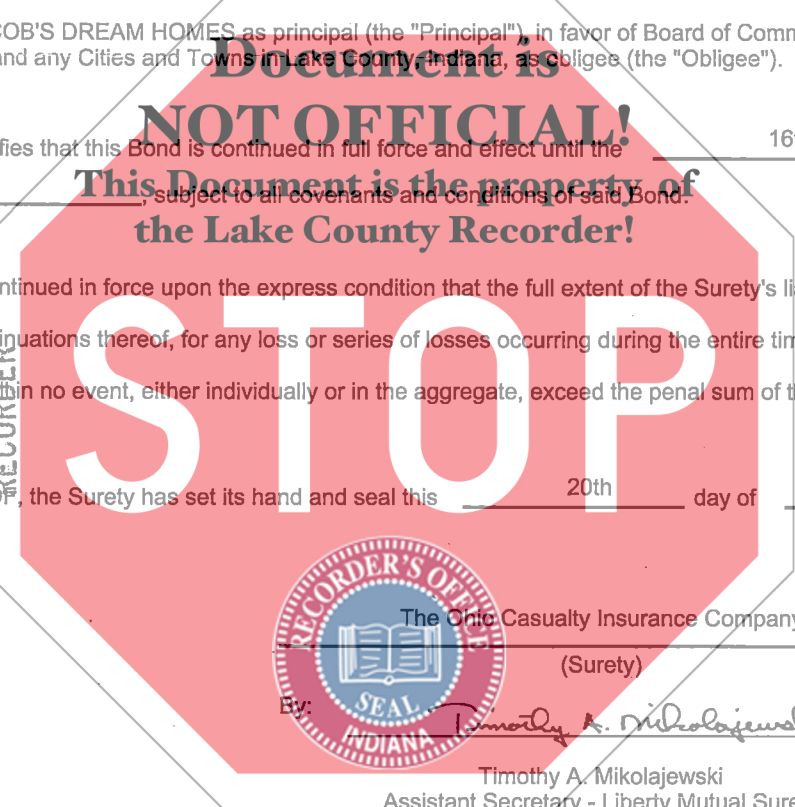 COB'S DREAM HOMES as principal (the "Principal"), in favor of Board of Comm
and any Cities and Towns in Lake County, Indiana, as obligee (the "Obligee").
Document is
NOT OFFICIAL!
fies that this Bond is continued in full force and effect until the 16t
This Document is the property of
, subject to all covenants and conditions of said Bond.
the Lake County Recorder!
ntinued in force upon the express condition that the full extent of the Surety's li
inuations thereof, for any loss or series of losses occurring during the entire tim
in no event, either individually or in the aggregate, exceed the penal sum of t
RECORDER
STOP
OF, the Surety has set its hand and seal this 20th day of
RECORDER'S OFFICE
SEAL
INDIANA
The Ohio Casualty Insurance Company
(Surety)
By: Timothy A. Mikolajews
Timothy A. Mikolajewski
Assistant Secretary - Liberty Mutual Sure